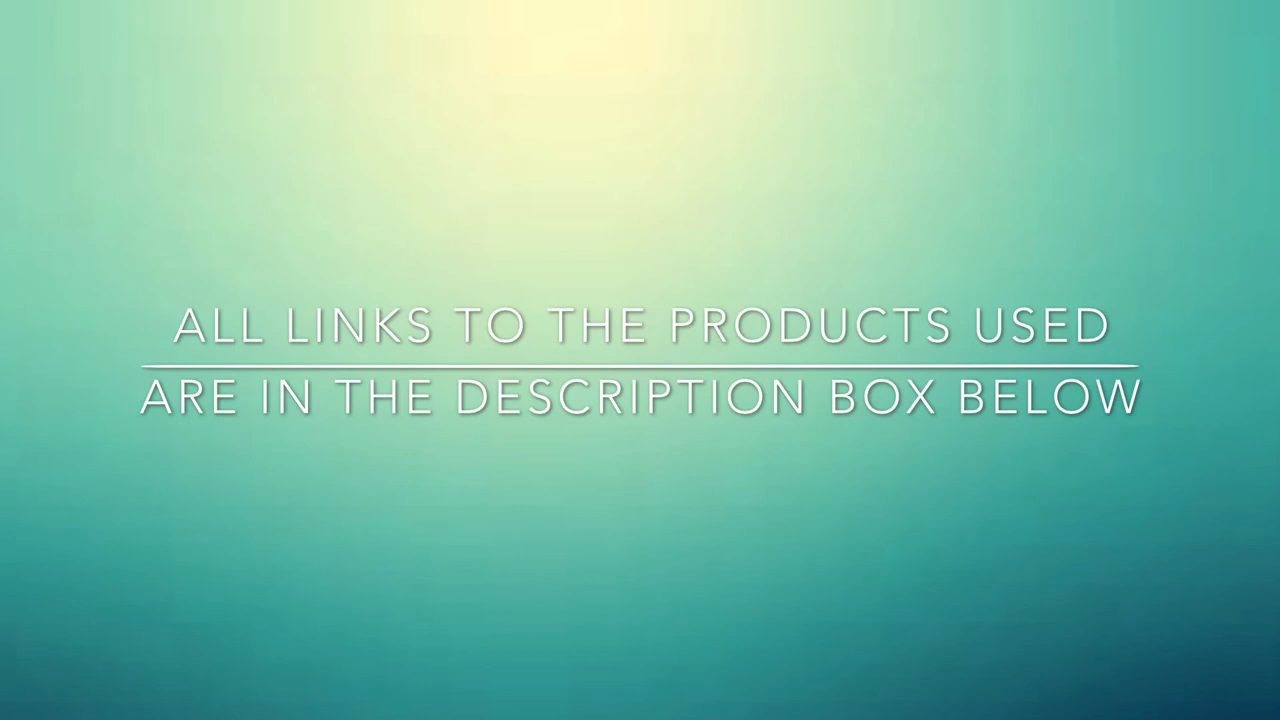 ALL LINKS TO THE PRODUCTS USED
ARE IN THE DESCRIPTION BOX BELOW